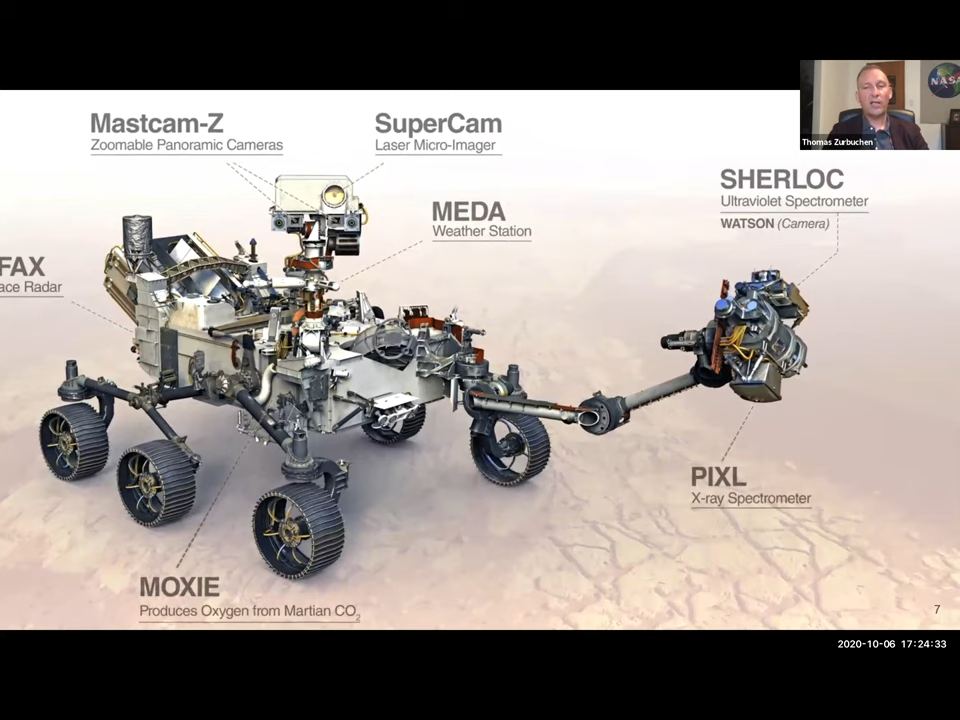 Mastcam-Z
Zoomable Panoramic Cameras
SuperCam
Laser Micro-Imager
NASA
Thomas Zurbuchen
SHERLOC
Ultraviolet Spectrometer
WATSON (Camera)
MEDA
Weather Station
FAX
ace Radar
PIXL
X-ray Spectrometer
MOXIE
Produces Oxygen from Martian CO₂
7
2020-10-06 17:24:33